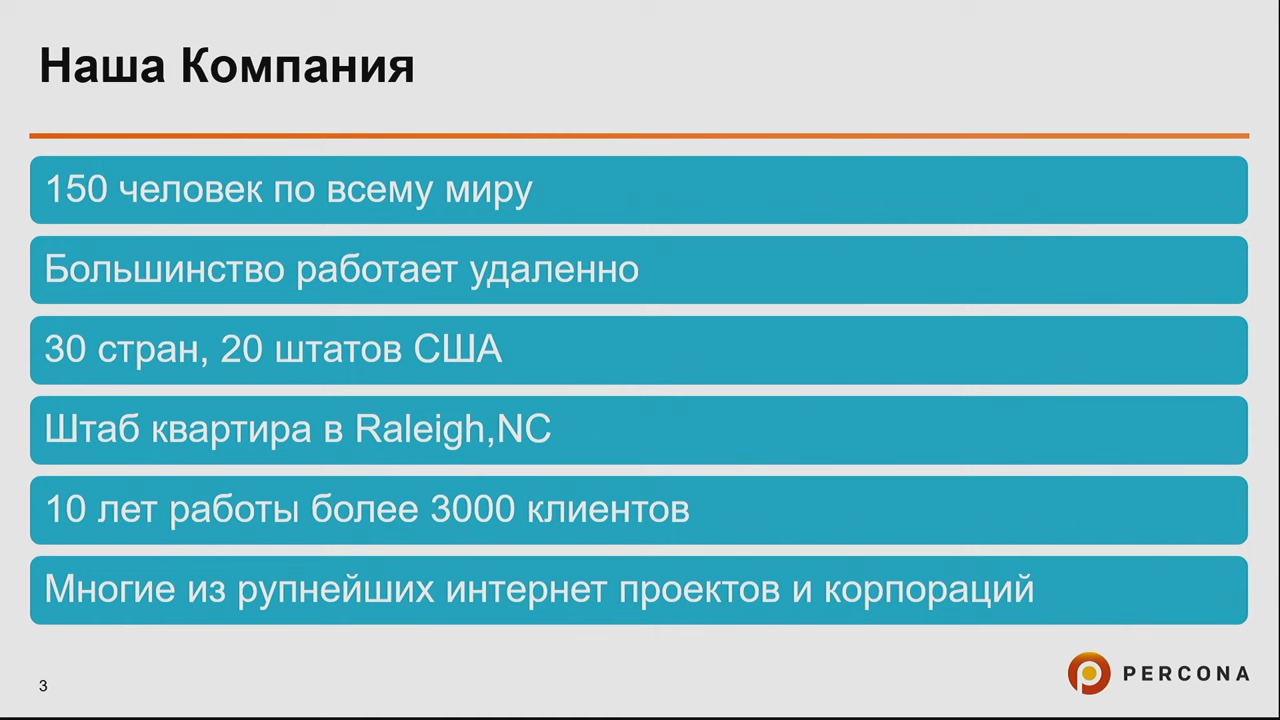 Наша Компания
150 человек по всему миру
Большинство работает удаленно
30 стран, 20 штатов США
Штаб квартира в Raleigh,NC
10 лет работы более 3000 клиентов
Многие из рупнейших интернет проектов и корпораций
3
PERCONA